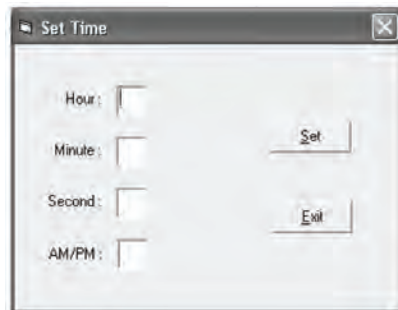 Set Time
Hour :
Minute :
Set
Second :
Exit
AM/PM :